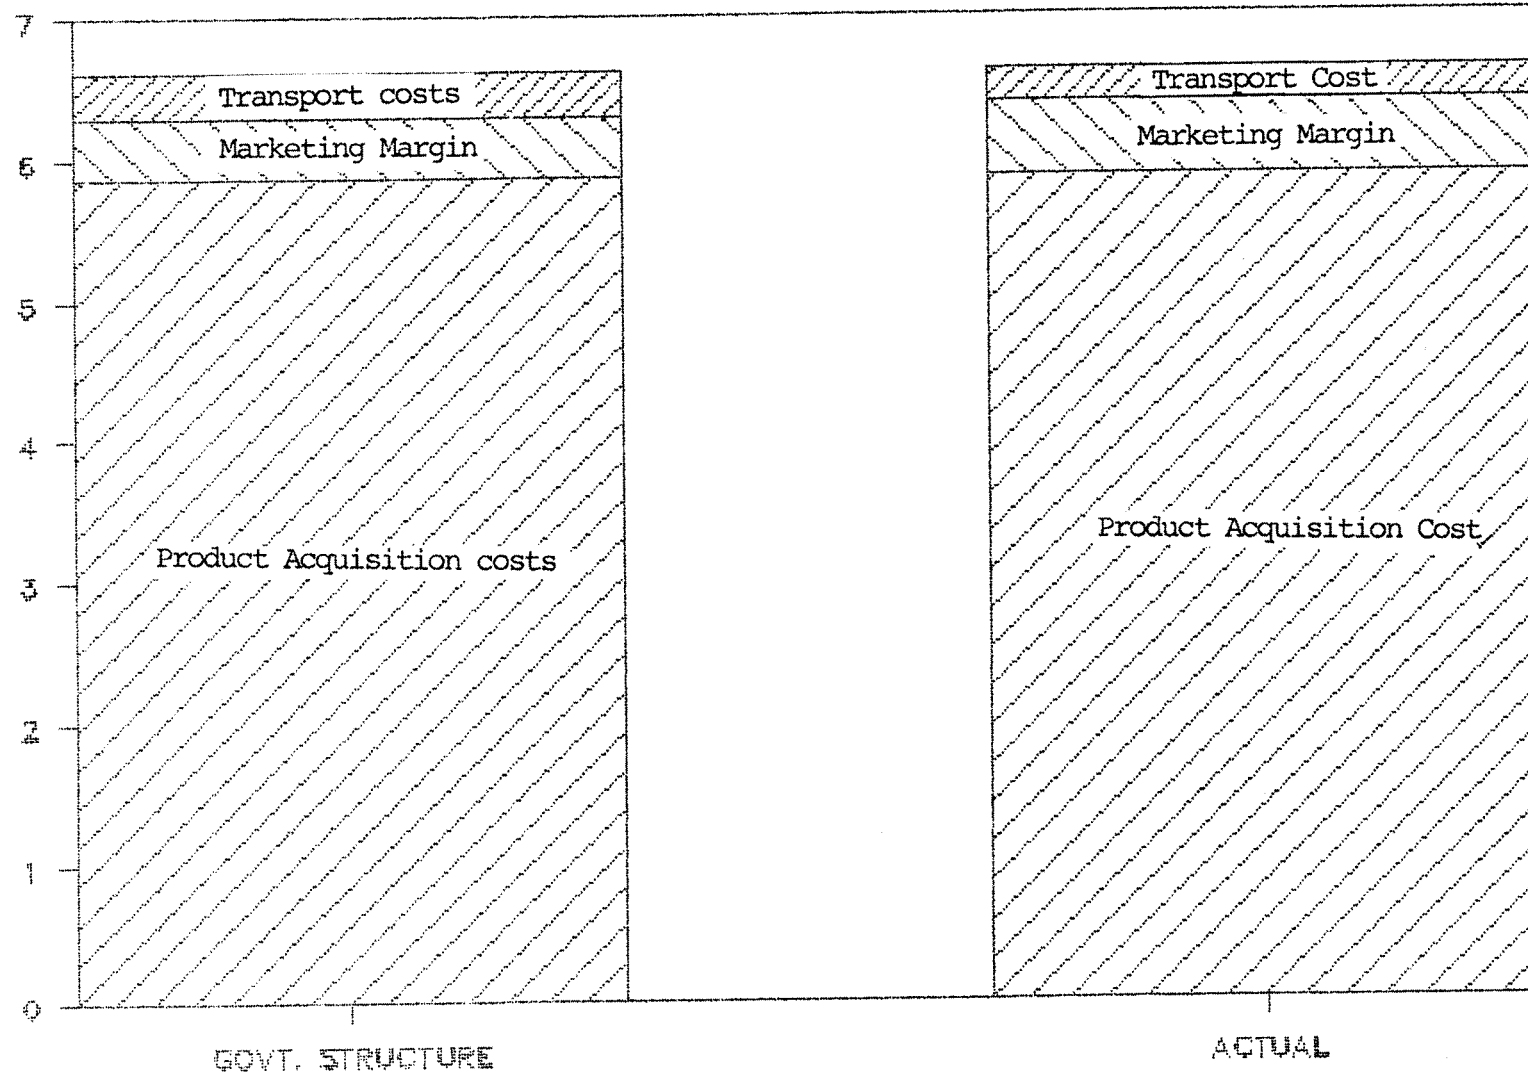 7
Transport costs
Transport Cost
Marketing Margin
Marketing Margin
6
5
4
Product Acquisition Cost
Product Acquisition costs
3
2
1
0
GOVT. STRUCTURE
ACTUAL